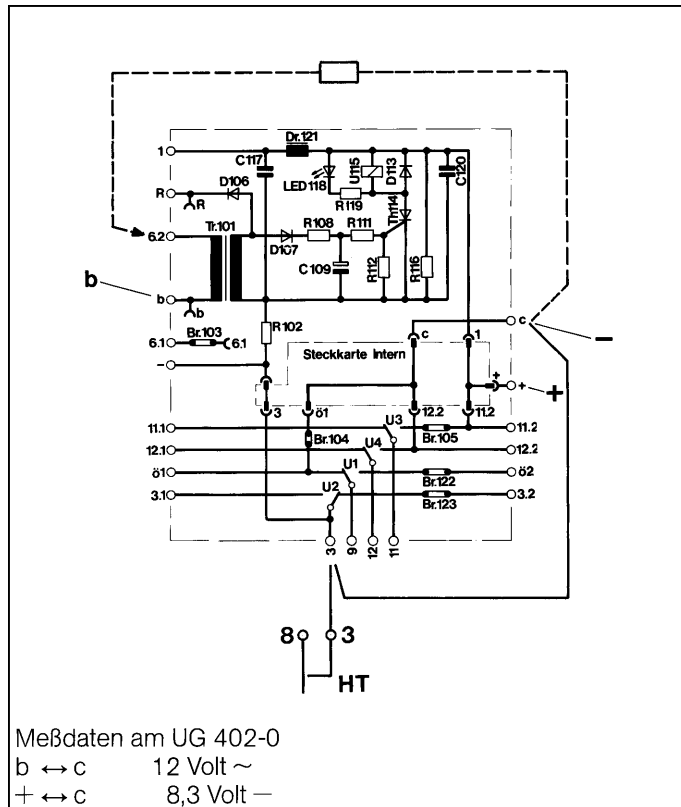 Dr.121
1
C117
LED118
U115
D113
C120
R119
Th114
D106
R
R
6.2
Tr.101
R108
R111
D107
C109
R112
R116
b
b
b
R102
c
Br.103
6.1
6.1
c
1
−
Steckkarte Intern
−
+
+
+
3
ö1
12.2
11.2
11.1
U3
11.2
Br.104
Br.105
12.1
U4
12.2
ö1
U1
ö2
Br.122
3.1
U2
3.2
Br.123
3
9
12
11
8
3
HT
Meßdaten am UG 402-0
b ↔ c 12 Volt ~
+ ↔ c 8,3 Volt −